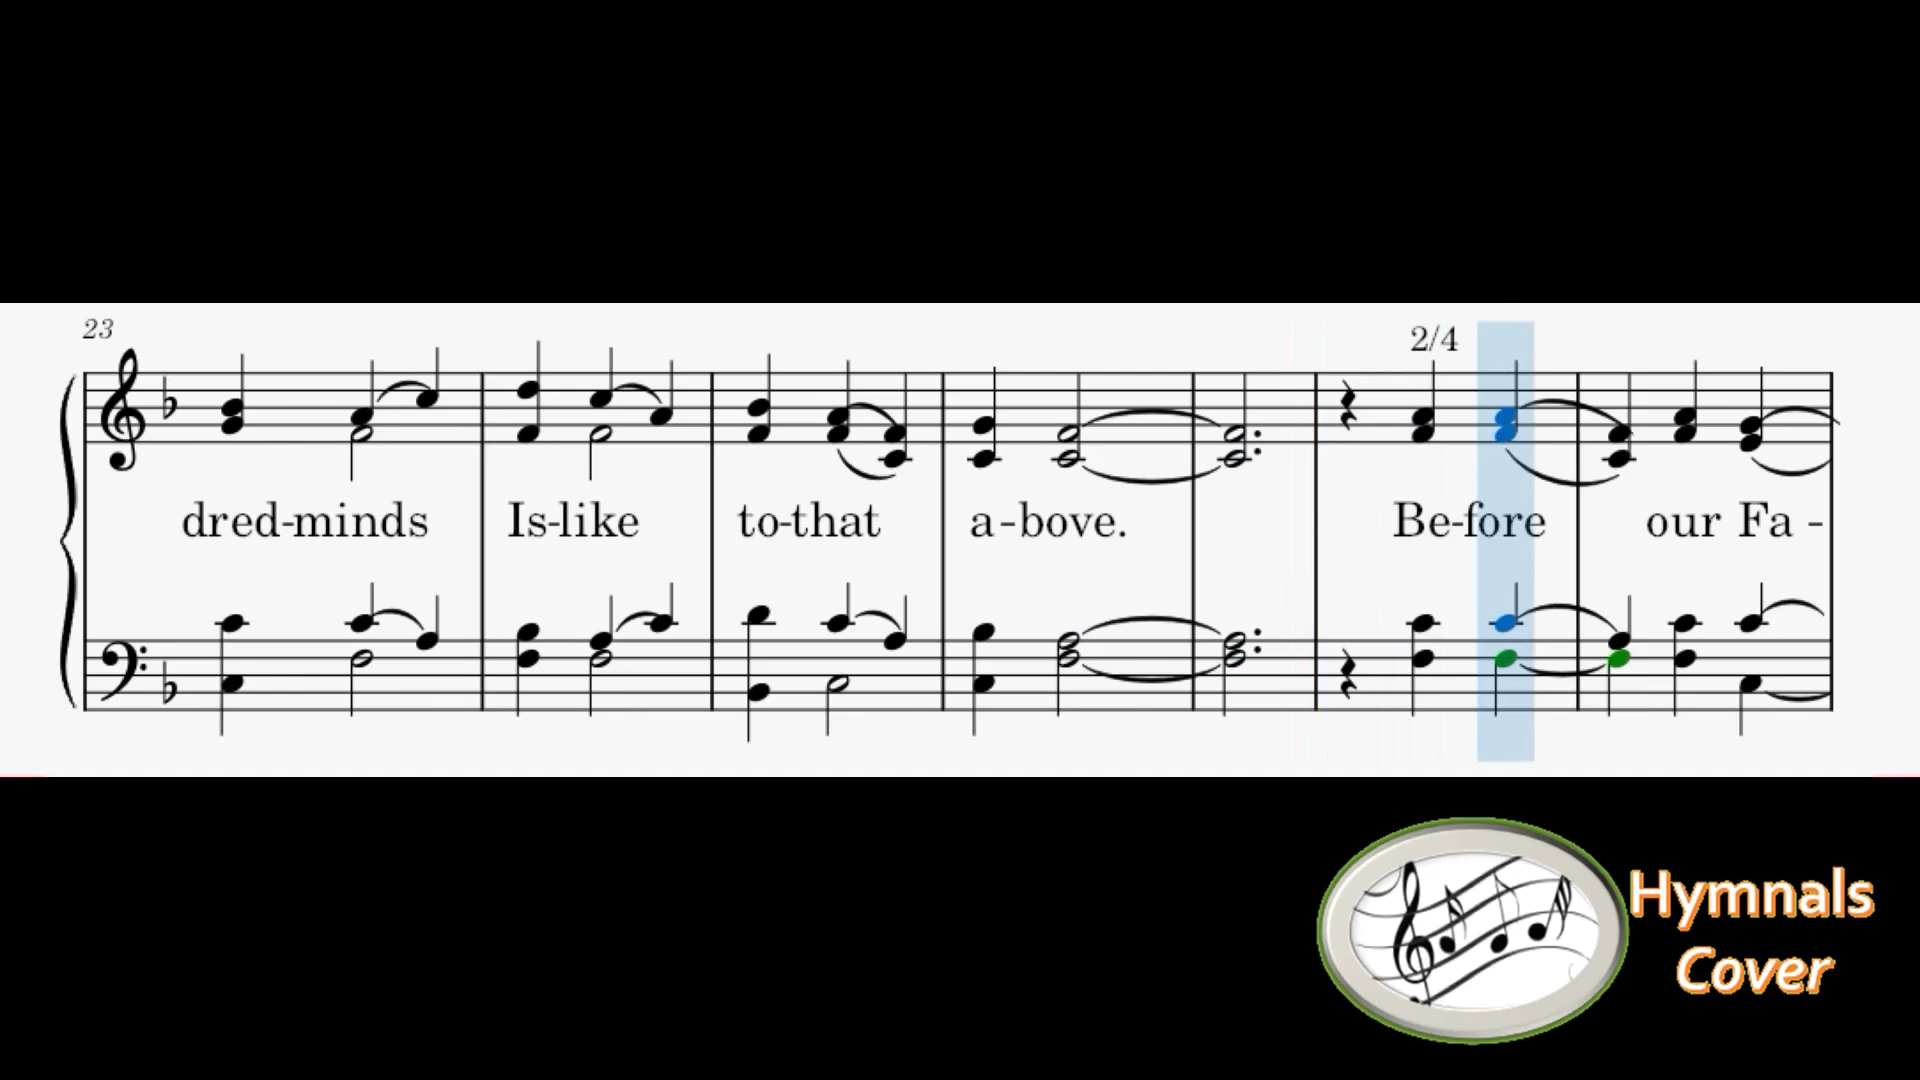 23
2/4
dred-minds Is-like to-that a-bove. Be-fore our Fa-
Hymnals
Cover